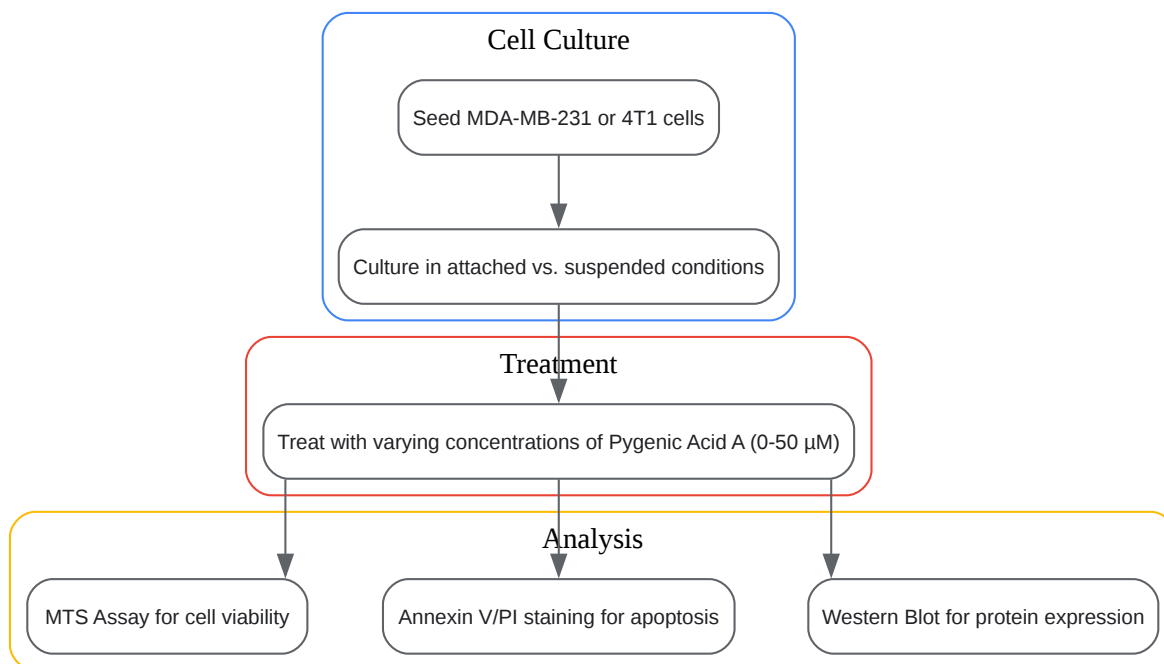 Cell Culture
Seed MDA-MB-231 or 4T1 cells
Culture in attached vs. suspended conditions
Treatment
Treat with varying concentrations of Pygenic Acid A (0-50 µM)
Analysis
MTS Assay for cell viability
Annexin V/PI staining for apoptosis
Western Blot for protein expression